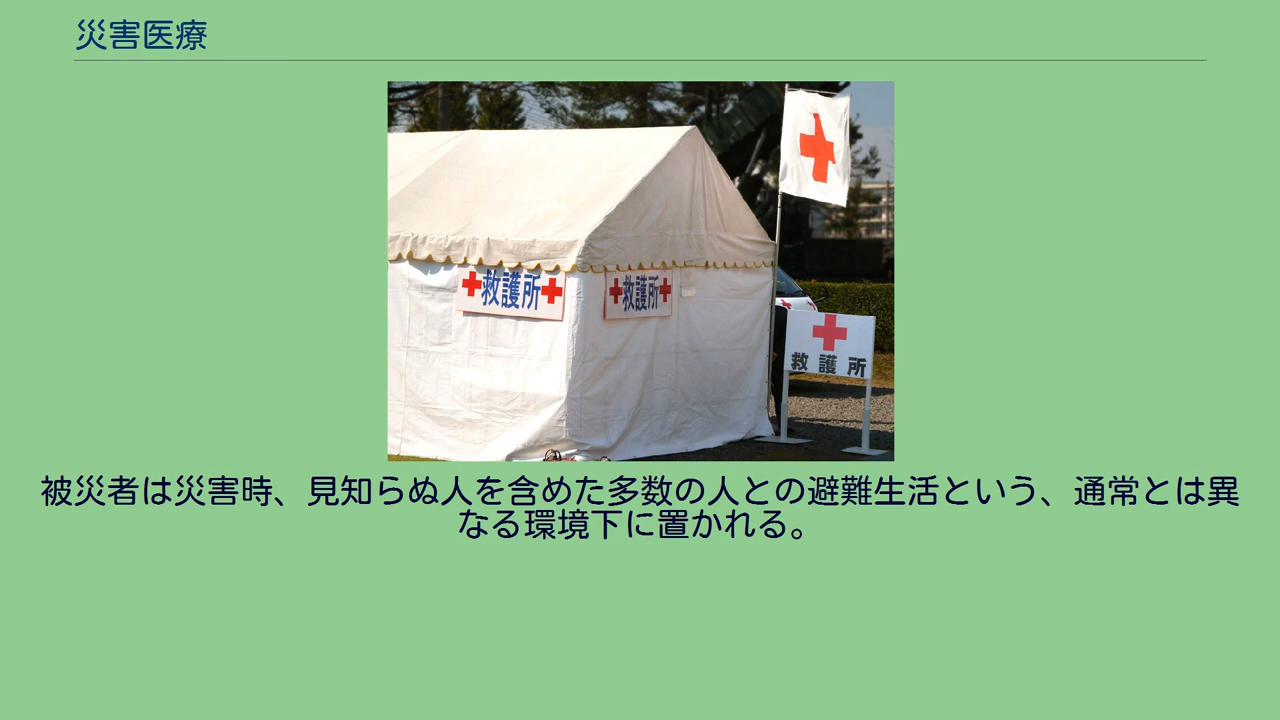 災害医療
救護所
救護所
救護所
被災者は災害時、見知らぬ人を含めた多数の人との避難生活という、通常とは異
なる環境下に置かれる。